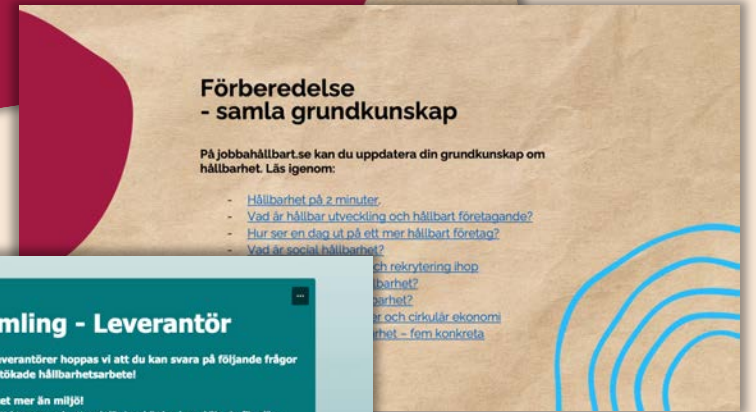 Förberedelse
- samla grundkunskap
På jobbahållbart.se kan du uppdatera din grundkunskap om
hållbarhet. Läs igenom:
- Hållbarhet på 2 minuter.
- Vad är hållbar utveckling och hållbart företagande?
- Hur ser en dag ut på ett mer hållbart företag?
- Vad är social hållbarhet?
ch rekrytering ihop
lbarhet?
barhet?
er och cirkulär ekonomi
rhet – fem konkreta
mling - Leverantör
everantörer hoppas vi att du kan svara på följande frågor
tökade hållbarhetsarbete!
et mer än miljö!